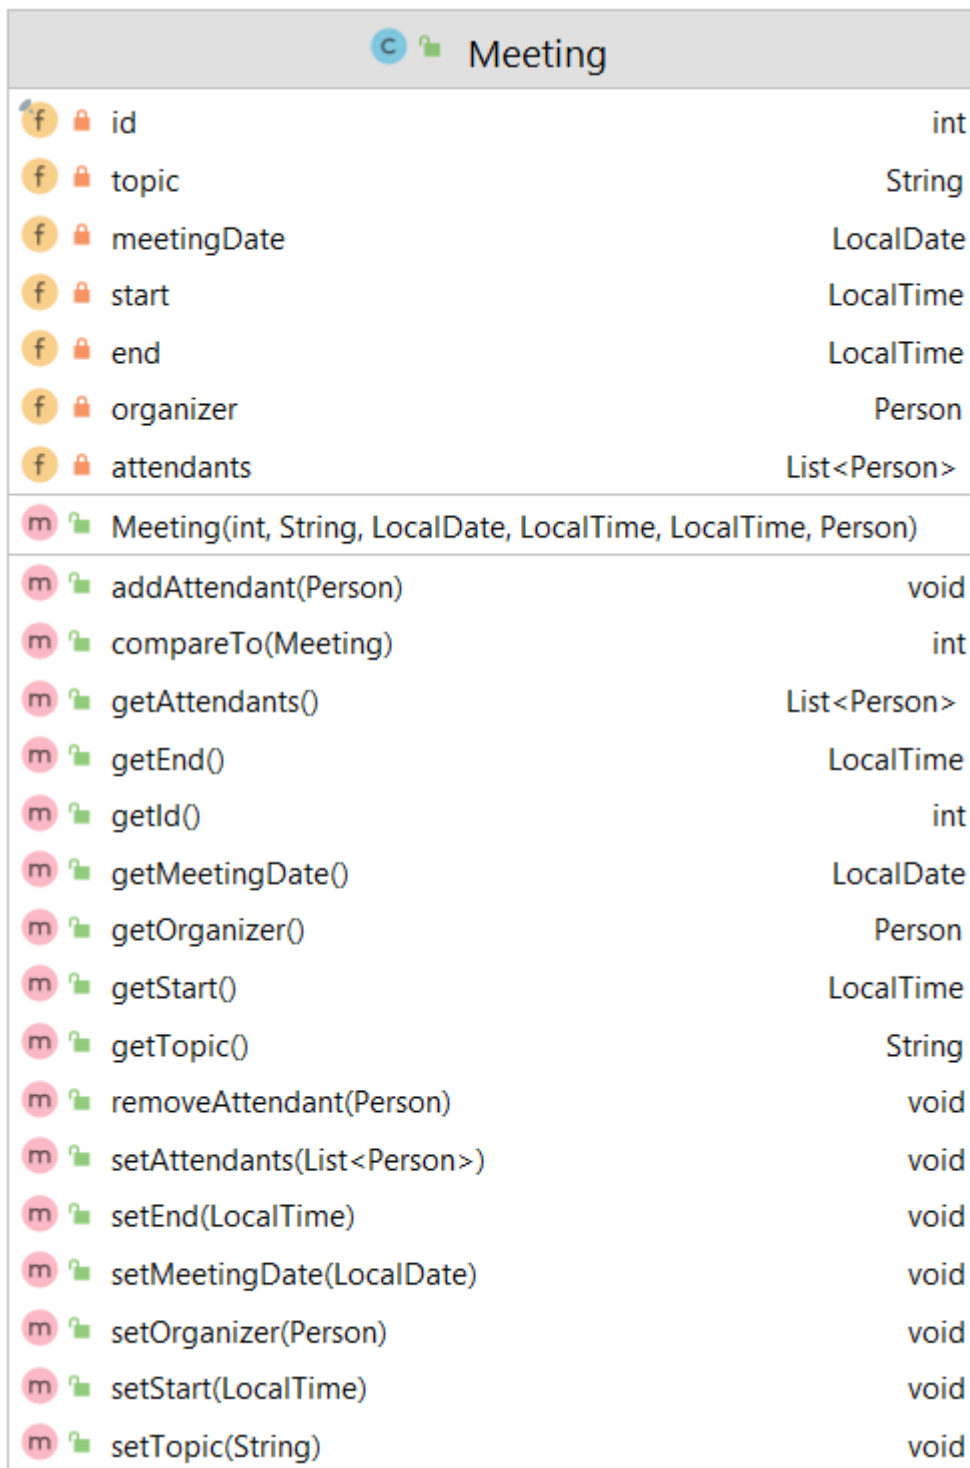 C Meeting
f id int
f topic String
f meetingDate LocalDate
f start LocalTime
f end LocalTime
f organizer Person
f attendants List<Person>
m Meeting(int, String, LocalDate, LocalTime, LocalTime, Person)
m addAttendant(Person) void
m compareTo(Meeting) int
m getAttendants() List<Person>
m getEnd() LocalTime
m getId() int
m getMeetingDate() LocalDate
m getOrganizer() Person
m getStart() LocalTime
m getTopic() String
m removeAttendant(Person) void
m setAttendants(List<Person>) void
m setEnd(LocalTime) void
m setMeetingDate(LocalDate) void
m setOrganizer(Person) void
m setStart(LocalTime) void
m setTopic(String) void